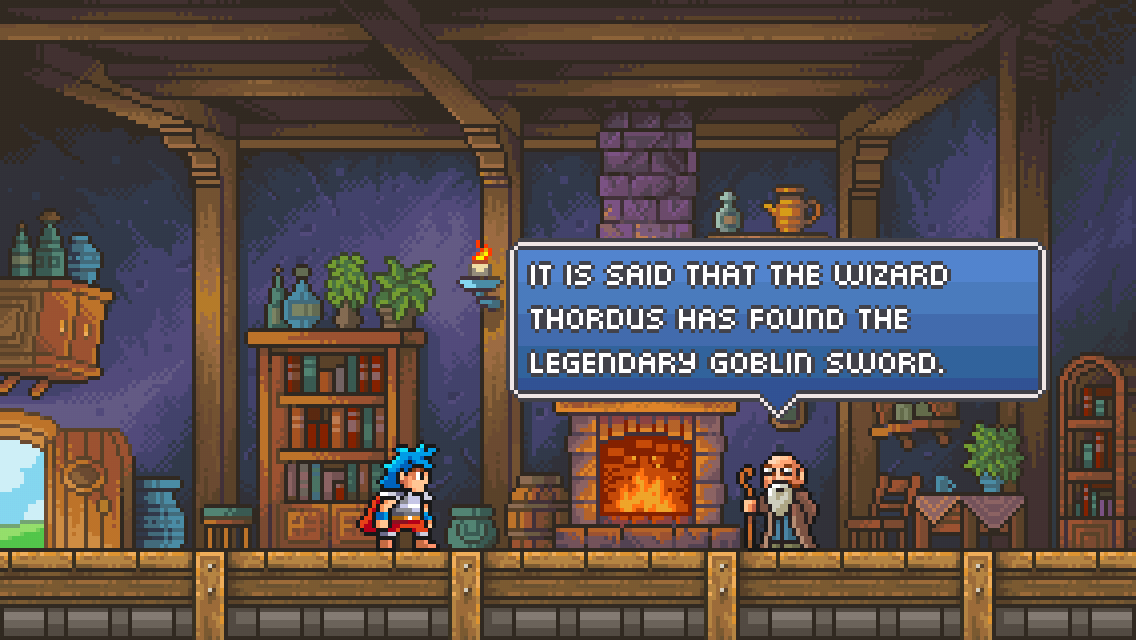 IT IS SAID THAT THE WIZARD
THORDUS HAS FOUND THE
LEGENDARY GOBLIN SWORD.